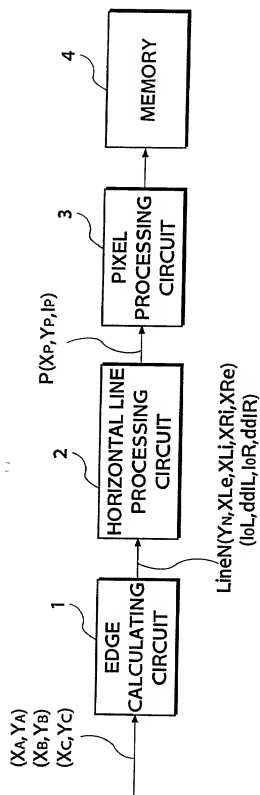 (XA,YA)
(XB,YB)
(XC,YC)
1
EDGE
CALCULATING
CIRCUIT
LineN(YN,XLe,XLi,XRi,XRe)
(IoL,ddIL,IoR,ddIR)
2
HORIZONTAL LINE
PROCESSING
CIRCUIT
P(XP,YP,IP)
3
PIXEL
PROCESSING
CIRCUIT
4
MEMORY